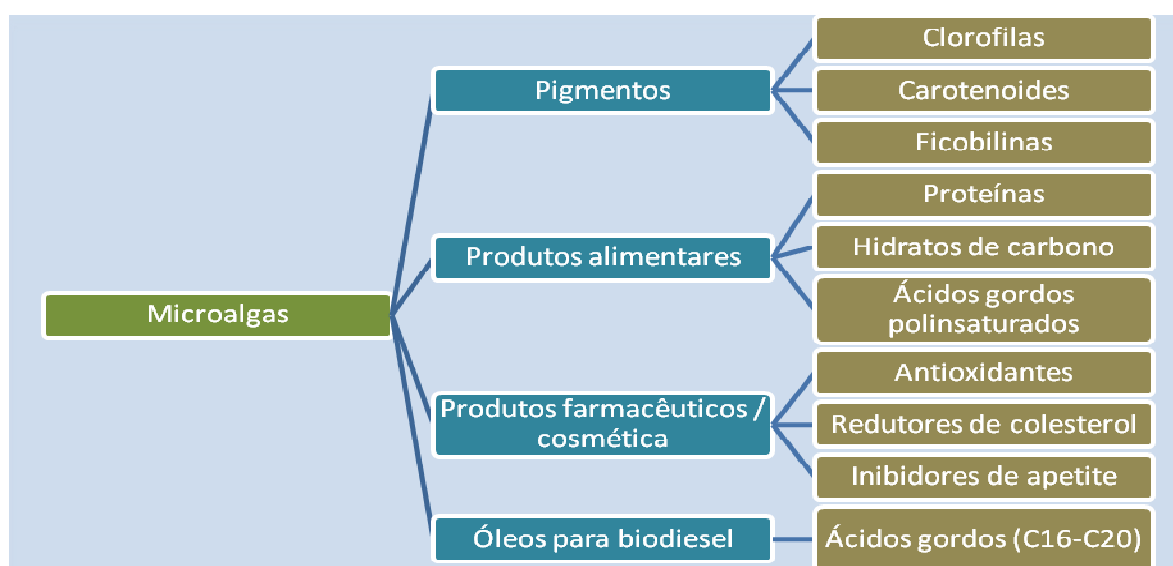 Microalgas
Pigmentos
Clorofilas
Carotenoides
Ficobilinas
Produtos alimentares
Proteínas
Hidratos de carbono
Ácidos gordos
polinsaturados
Produtos farmacêuticos /
cosmética
Antioxidantes
Redutores de colesterol
Inibidores de apetite
Óleos para biodiesel
Ácidos gordos (C16-C20)